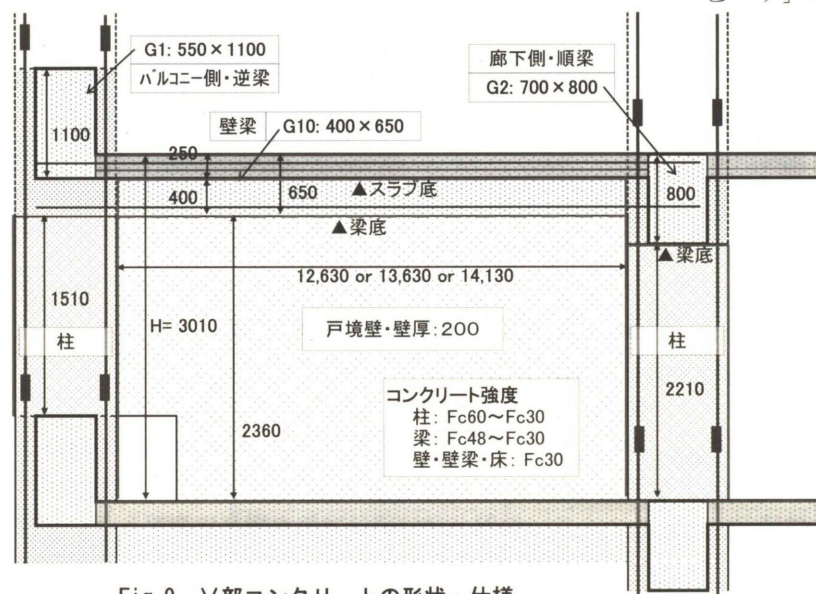 G1: 550×1100
バルコニー側・逆梁
廊下側・順梁
G2: 700×800
壁梁
G10: 400×650
1100
250
400
650
▲スラブ底
800
▲梁底
▲梁底
12,630 or 13,630 or 14,130
1510
柱
H= 3010
戸境壁・壁厚:200
柱
2210
2360
コンクリート強度
柱: Fc60～Fc30
梁: Fc48～Fc30
壁・壁梁・床: Fc30